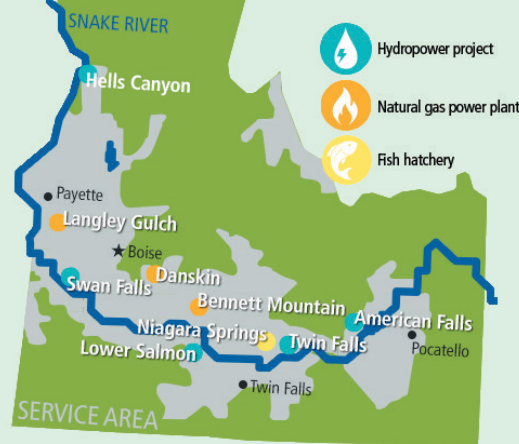 SNAKE RIVER
Hydropower project
Hells Canyon
Natural gas power plant
Fish hatchery
Payette
Langley Gulch
Boise
Danskin
Swan Falls
Bennett Mountain
American Falls
Niagara Springs
Twin Falls
Lower Salmon
Pocatello
Twin Falls
SERVICE AREA